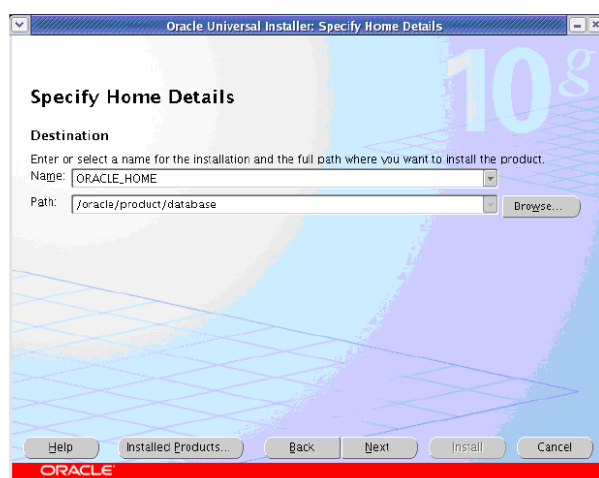 Oracle Universal Installer: Specify Home Details
10g
Specify Home Details
Destination
Enter or select a name for the installation and the full path where you want to install the product.
Name: ORACLE_HOME
Path: /oracle/product/database Browse...
Help Installed Products... Back Next Install Cancel
ORACLE